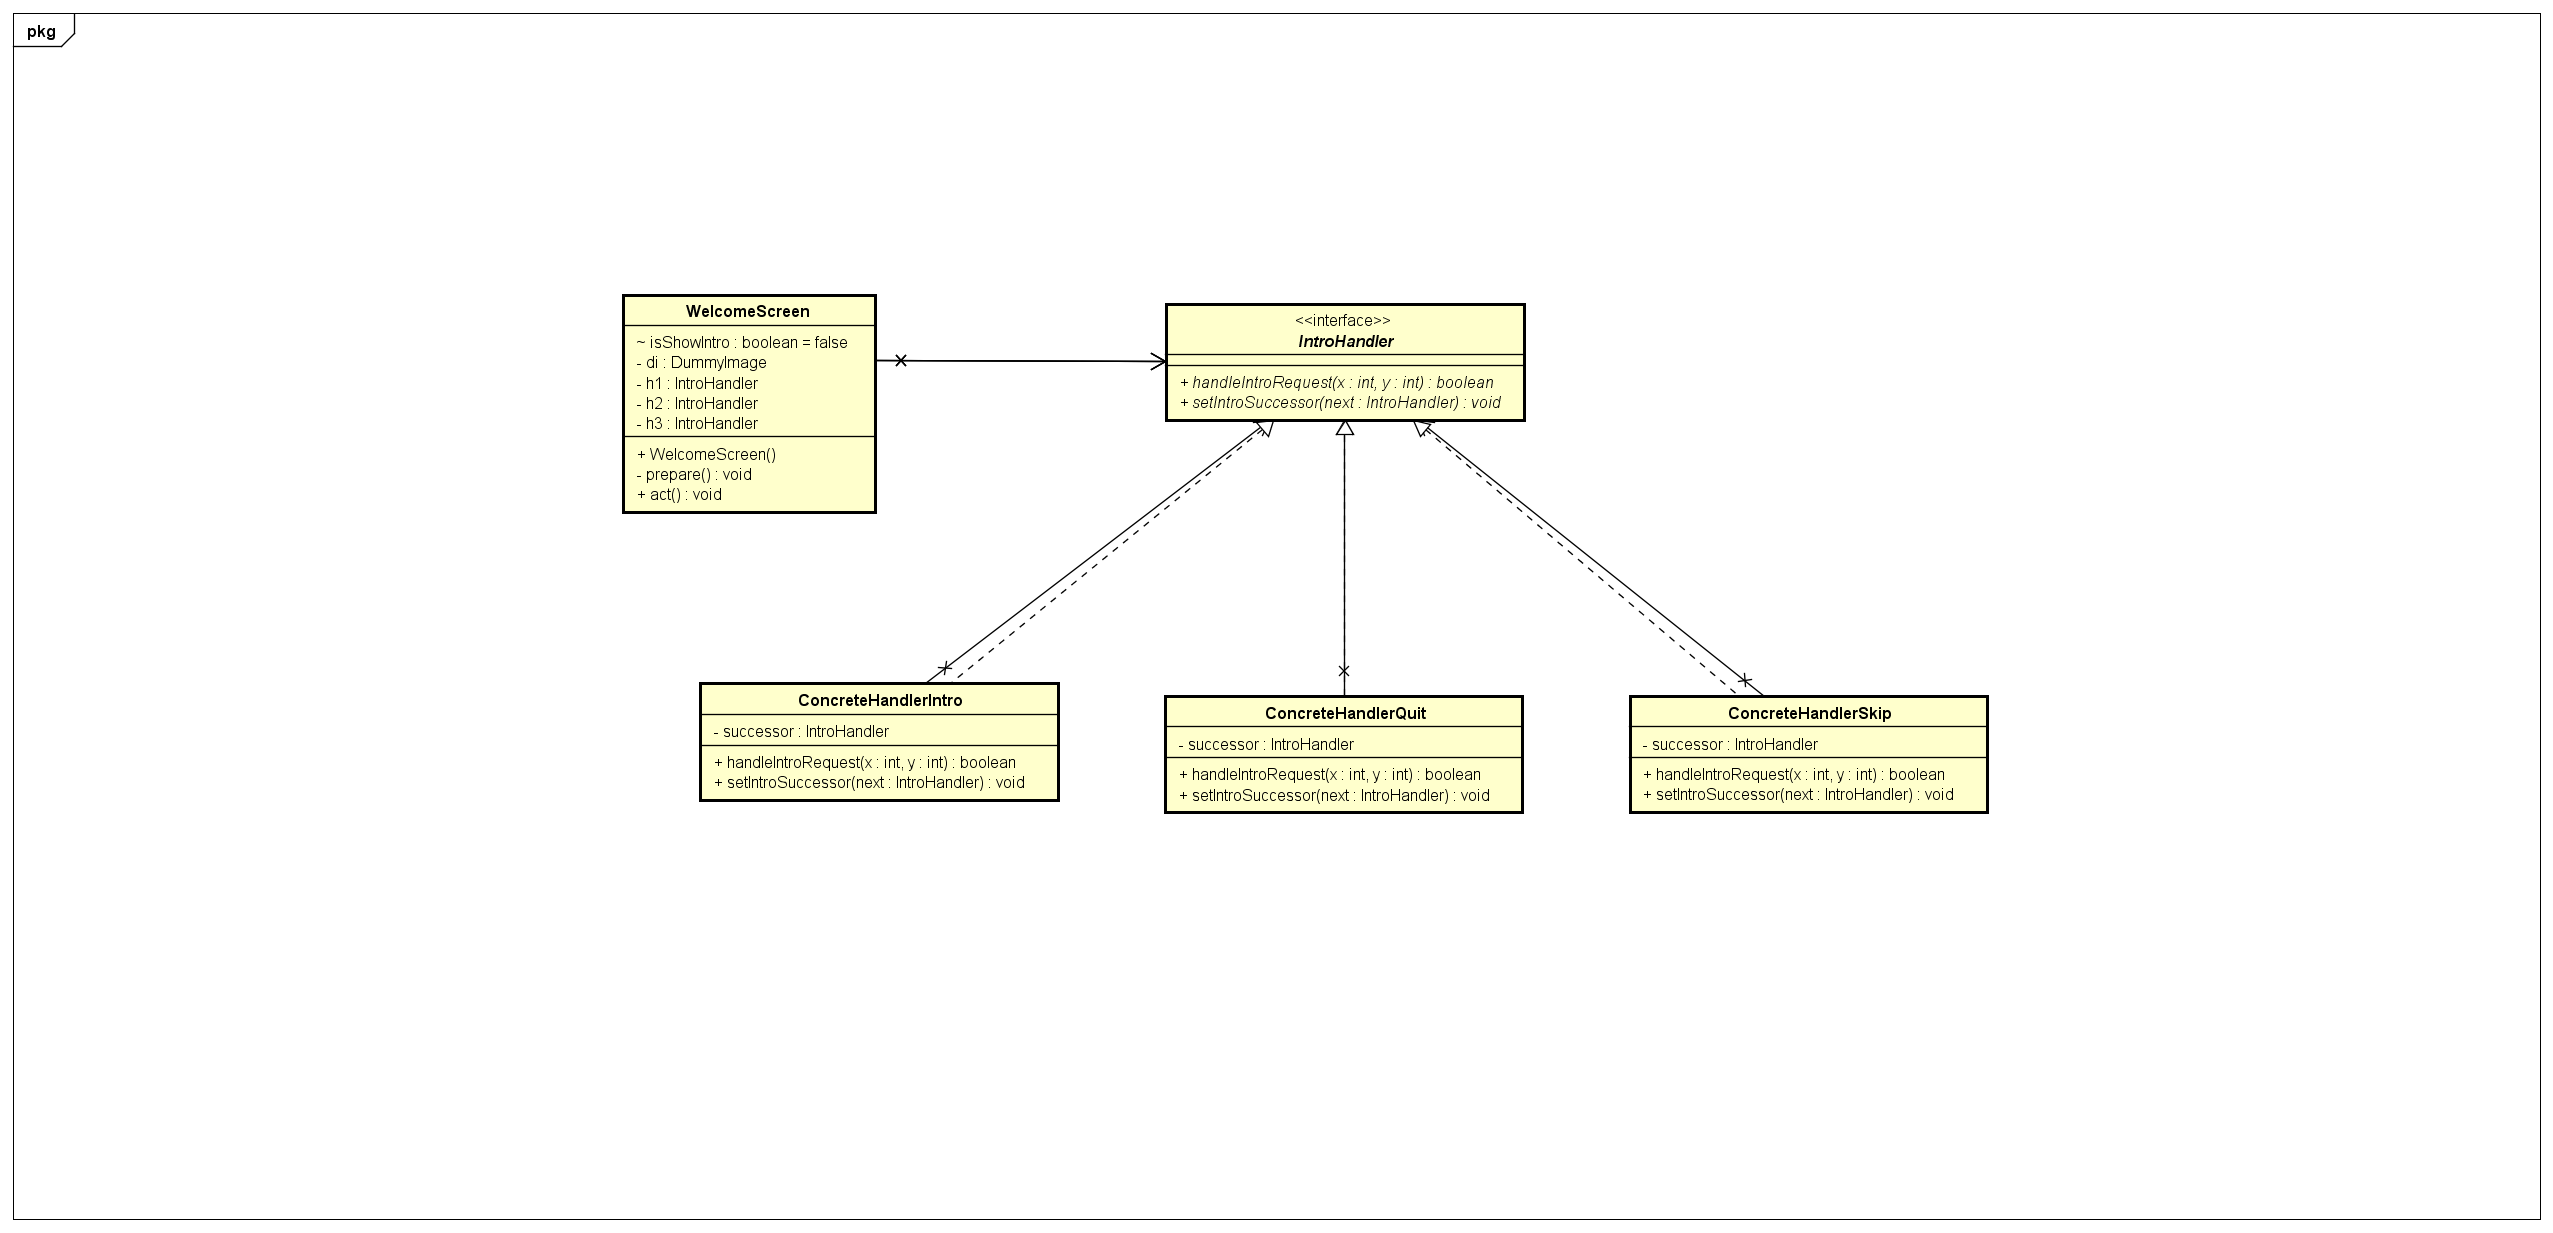 pkg
WelcomeScreen
~ isShowIntro : boolean = false
- di : DummyImage
- h1 : IntroHandler
- h2 : IntroHandler
- h3 : IntroHandler
+ WelcomeScreen()
- prepare() : void
+ act() : void
<<interface>>
IntroHandler
+ handleIntroRequest(x : int, y : int) : boolean
+ setIntroSuccessor(next : IntroHandler) : void
ConcreteHandlerIntro
- successor : IntroHandler
+ handleIntroRequest(x : int, y : int) : boolean
+ setIntroSuccessor(next : IntroHandler) : void
ConcreteHandlerQuit
- successor : IntroHandler
+ handleIntroRequest(x : int, y : int) : boolean
+ setIntroSuccessor(next : IntroHandler) : void
ConcreteHandlerSkip
- successor : IntroHandler
+ handleIntroRequest(x : int, y : int) : boolean
+ setIntroSuccessor(next : IntroHandler) : void